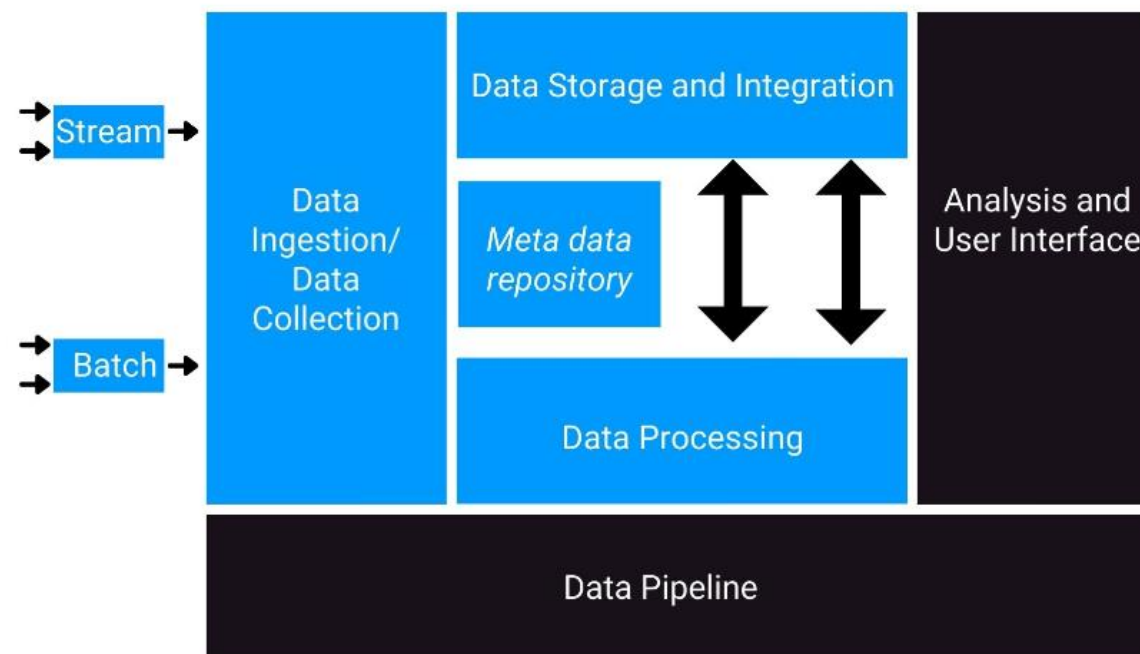 Stream
Batch
Data
Ingestion/
Data
Collection
Data Storage and Integration
Meta data
repository
Data Processing
Analysis and
User Interface
Data Pipeline